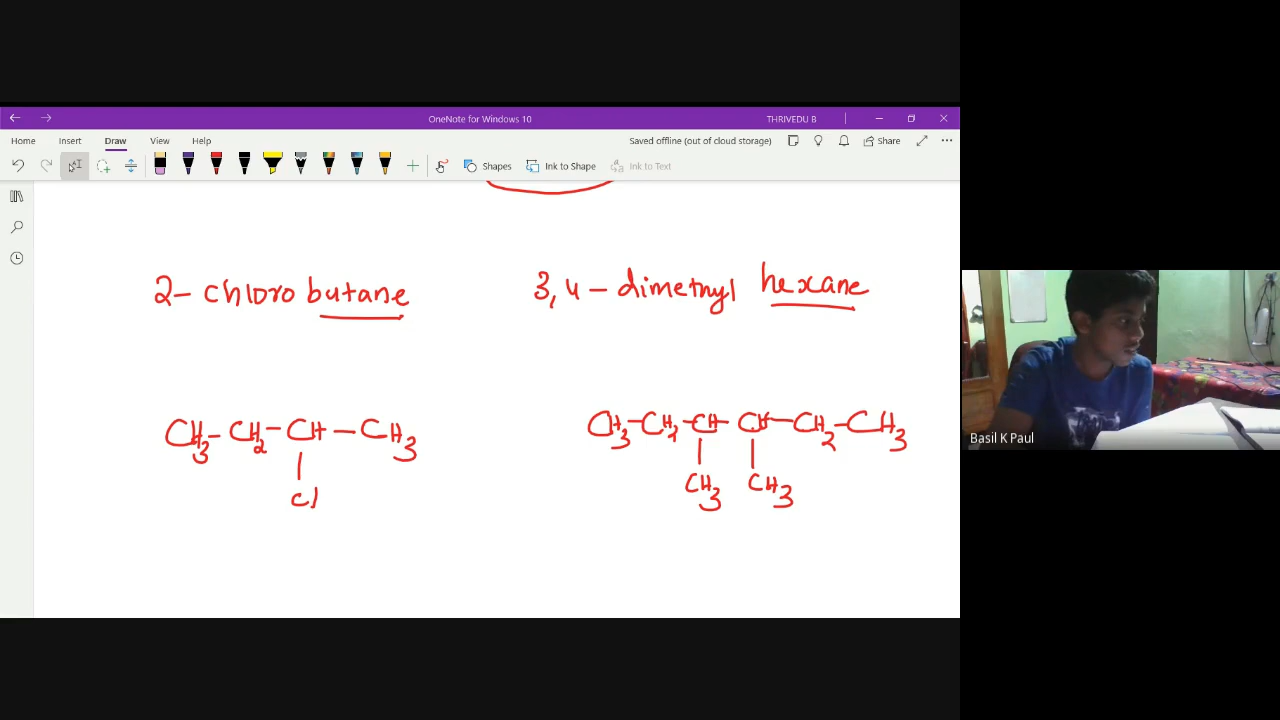 OneNote for Windows 10
THRIVEDU B
Home Insert Draw View Help
Saved offline (out of cloud storage)
Share
Shapes Ink to Shape Ink to Text
2- chloro butane
3,4 - dimethyl hexane
CH3 - CH2 - CH - CH3
Cl
CH3 - CH2 - CH - CH - CH2 - CH3
CH3 CH3
Basil K Paul